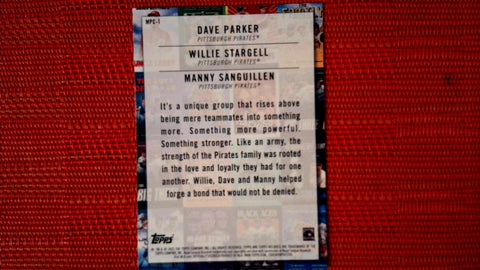 MPC-1
DAVE PARKER
PITTSBURGH PIRATES®
WILLIE STARGELL
PITTSBURGH PIRATES®
MANNY SANGUILLEN
PITTSBURGH PIRATES®
It's a unique group that rises above
being mere teammates into something
more. Something more powerful.
Something stronger. Like an army, the
strength of the Pirates family was rooted
in the love and loyalty they had for one
another. Willie, Dave and Manny helped
forge a bond that would not be denied.
BLACK ACES
Topps